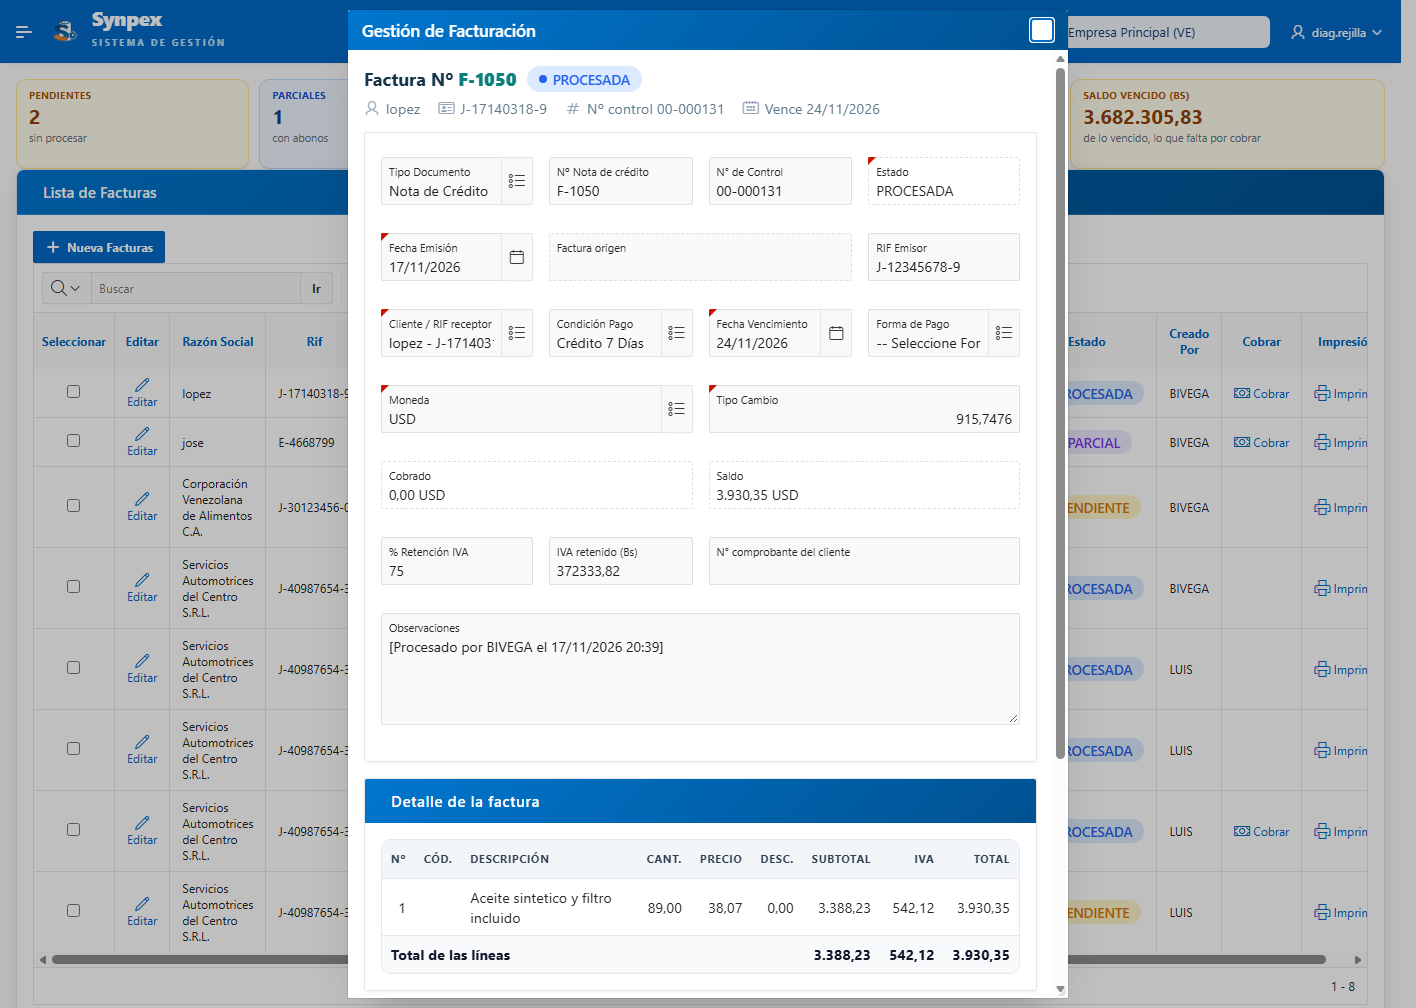 Synpex
SISTEMA DE GESTIÓN
Gestión de Facturación
Empresa Principal (VE)
diag.rejilla
PENDIENTES
2
sin procesar
PARCIALES
1
con abonos
SALDO VENCIDO (BS)
3.682.305,83
de lo vencido, lo que falta por cobrar
Factura Nº F-1050
PROCESADA
lopez
J-17140318-9
# Nº control 00-000131
Vence 24/11/2026
Lista de Facturas
Nueva Facturas
Buscar
Ir
Tipo Documento
Nota de Crédito
Nº Nota de crédito
F-1050
N° de Control
00-000131
Estado
PROCESADA
Fecha Emisión
17/11/2026
Factura origen
RIF Emisor
J-12345678-9
Cliente / RIF receptor
lopez - J-171403
Condición Pago
Crédito 7 Días
Fecha Vencimiento
24/11/2026
Forma de Pago
-- Seleccione For
Moneda
USD
Tipo Cambio
915,7476
Cobrado
0,00 USD
Saldo
3.930,35 USD
% Retención IVA
75
IVA retenido (Bs)
372333,82
N° comprobante del cliente
Observaciones
[Procesado por BIVEGA el 17/11/2026 20:39]
Detalle de la factura
Nº CÓD. DESCRIPCIÓN CANT. PRECIO DESC. SUBTOTAL IVA TOTAL
1 Aceite sintetico y filtro incluido 89,00 38,07 0,00 3.388,23 542,12 3.930,35
Total de las líneas 3.388,23 542,12 3.930,35
Seleccionar Editar Razón Social Rif Estado Creado Por Cobrar Impresió
Editar lopez J-17140318-9 ROCESADA BIVEGA Cobrar Imprin
Editar jose E-4668799 PARCIAL BIVEGA Cobrar Imprin
Editar Corporación Venezolana de Alimentos C.A. J-30123456-0 ENDIENTE BIVEGA Imprin
Editar Servicios Automotrices del Centro S.R.L. J-40987654-3 ROCESADA BIVEGA Imprin
Editar Servicios Automotrices del Centro S.R.L. J-40987654-3 ROCESADA LUIS Imprin
Editar Servicios Automotrices del Centro S.R.L. J-40987654-3 ROCESADA LUIS Imprin
Editar Servicios Automotrices del Centro S.R.L. J-40987654-3 ROCESADA LUIS Cobrar Imprin
Editar Servicios Automotrices del Centro S.R.L. J-40987654-3 ENDIENTE LUIS Imprin
1 - 8